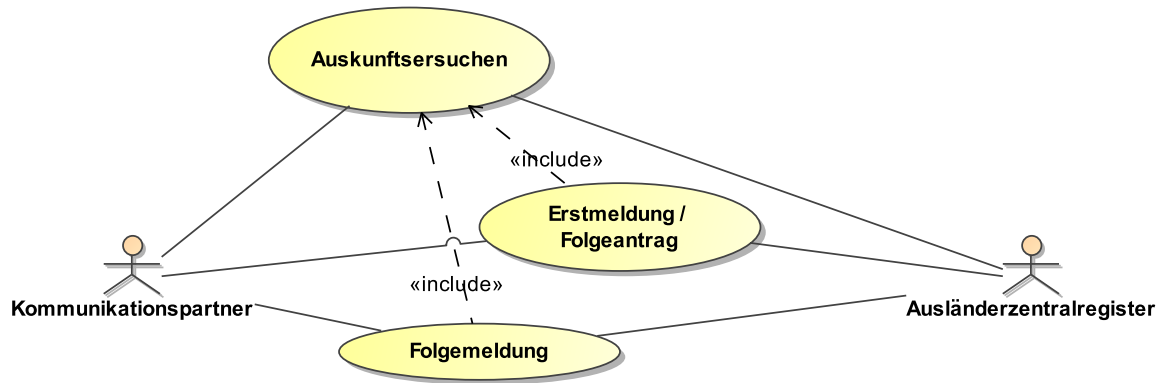 Auskunftsersuchen
«include»
Erstmeldung /
Folgeantrag
«include»
Kommunikationspartner
Ausländerzentralregister
Folgemeldung